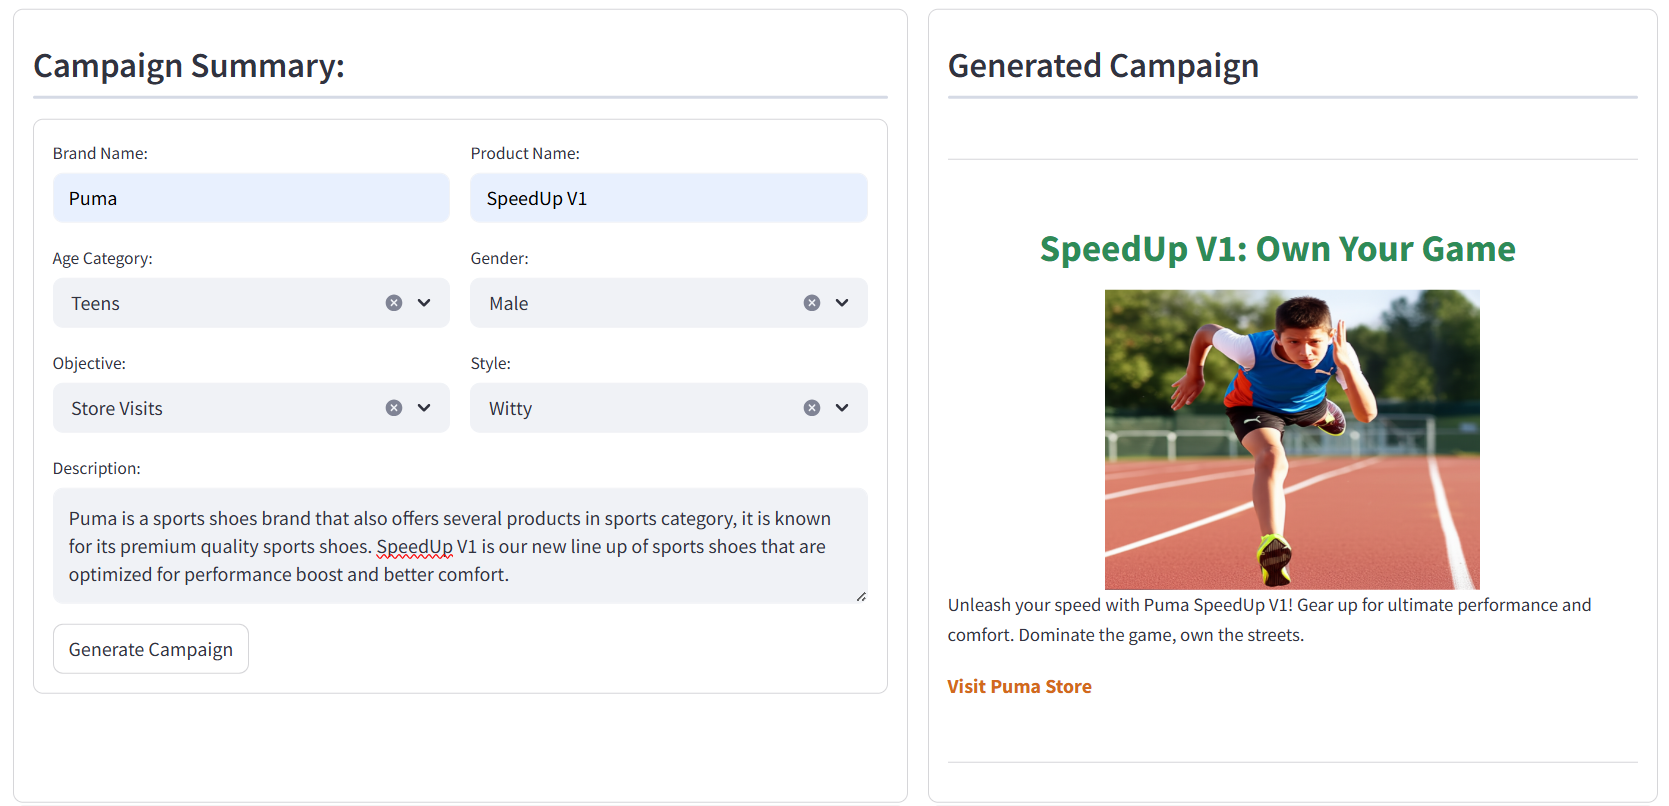 Campaign Summary:
Brand Name:
Product Name:
Puma
SpeedUp V1
Age Category:
Gender:
Teens
Male
Objective:
Style:
Store Visits
Witty
Description:
Puma is a sports shoes brand that also offers several products in sports category, it is known
for its premium quality sports shoes. SpeedUp V1 is our new line up of sports shoes that are
optimized for performance boost and better comfort.
Generate Campaign
Generated Campaign
SpeedUp V1: Own Your Game
Unleash your speed with Puma SpeedUp V1! Gear up for ultimate performance and
comfort. Dominate the game, own the streets.
Visit Puma Store